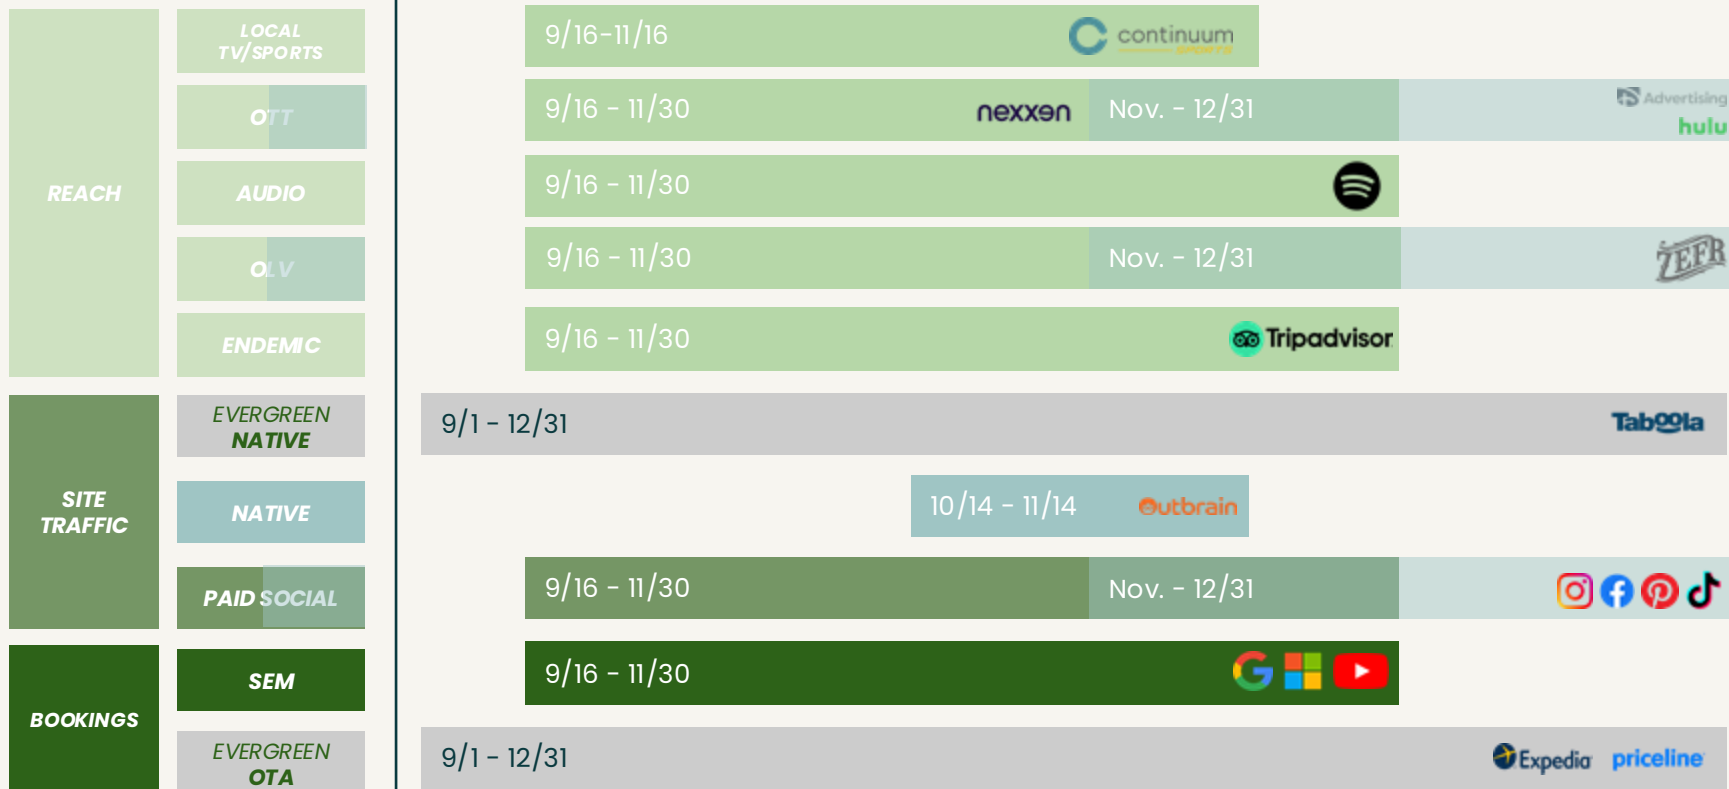 REACH
LOCAL
TV/SPORTS
9/16-11/16
continuum
OTT
9/16 - 11/30
nexxen
Nov. - 12/31
Advertising
hulu
AUDIO
9/16 - 11/30
OLV
9/16 - 11/30
Nov. - 12/31
ZEFR
ENDEMIC
9/16 - 11/30
Tripadvisor
SITE
TRAFFIC
EVERGREEN
NATIVE
9/1 - 12/31
Taboola
NATIVE
10/14 - 11/14
Outbrain
PAID SOCIAL
9/16 - 11/30
Nov. - 12/31
BOOKINGS
SEM
9/16 - 11/30
EVERGREEN
OTA
9/1 - 12/31
Expedia
priceline